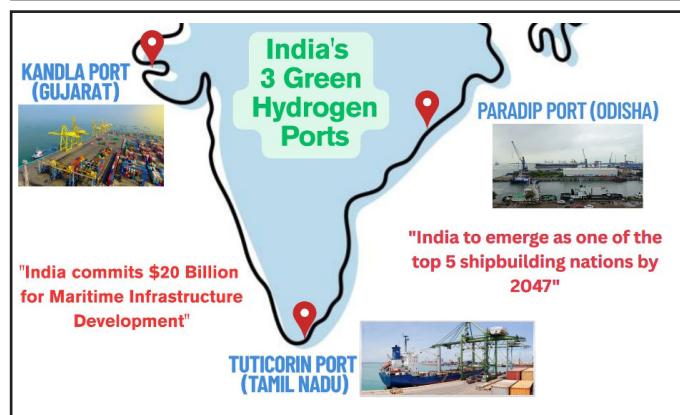 India's
3 Green
Hydrogen
Ports
KANDLA PORT
(GUJARAT)
PARADIP PORT (ODISHA)
"India commits $20 Billion
for Maritime Infrastructure
Development"
"India to emerge as one of the
top 5 shipbuilding nations by
2047"
TUTICORIN PORT
(TAMIL NADU)